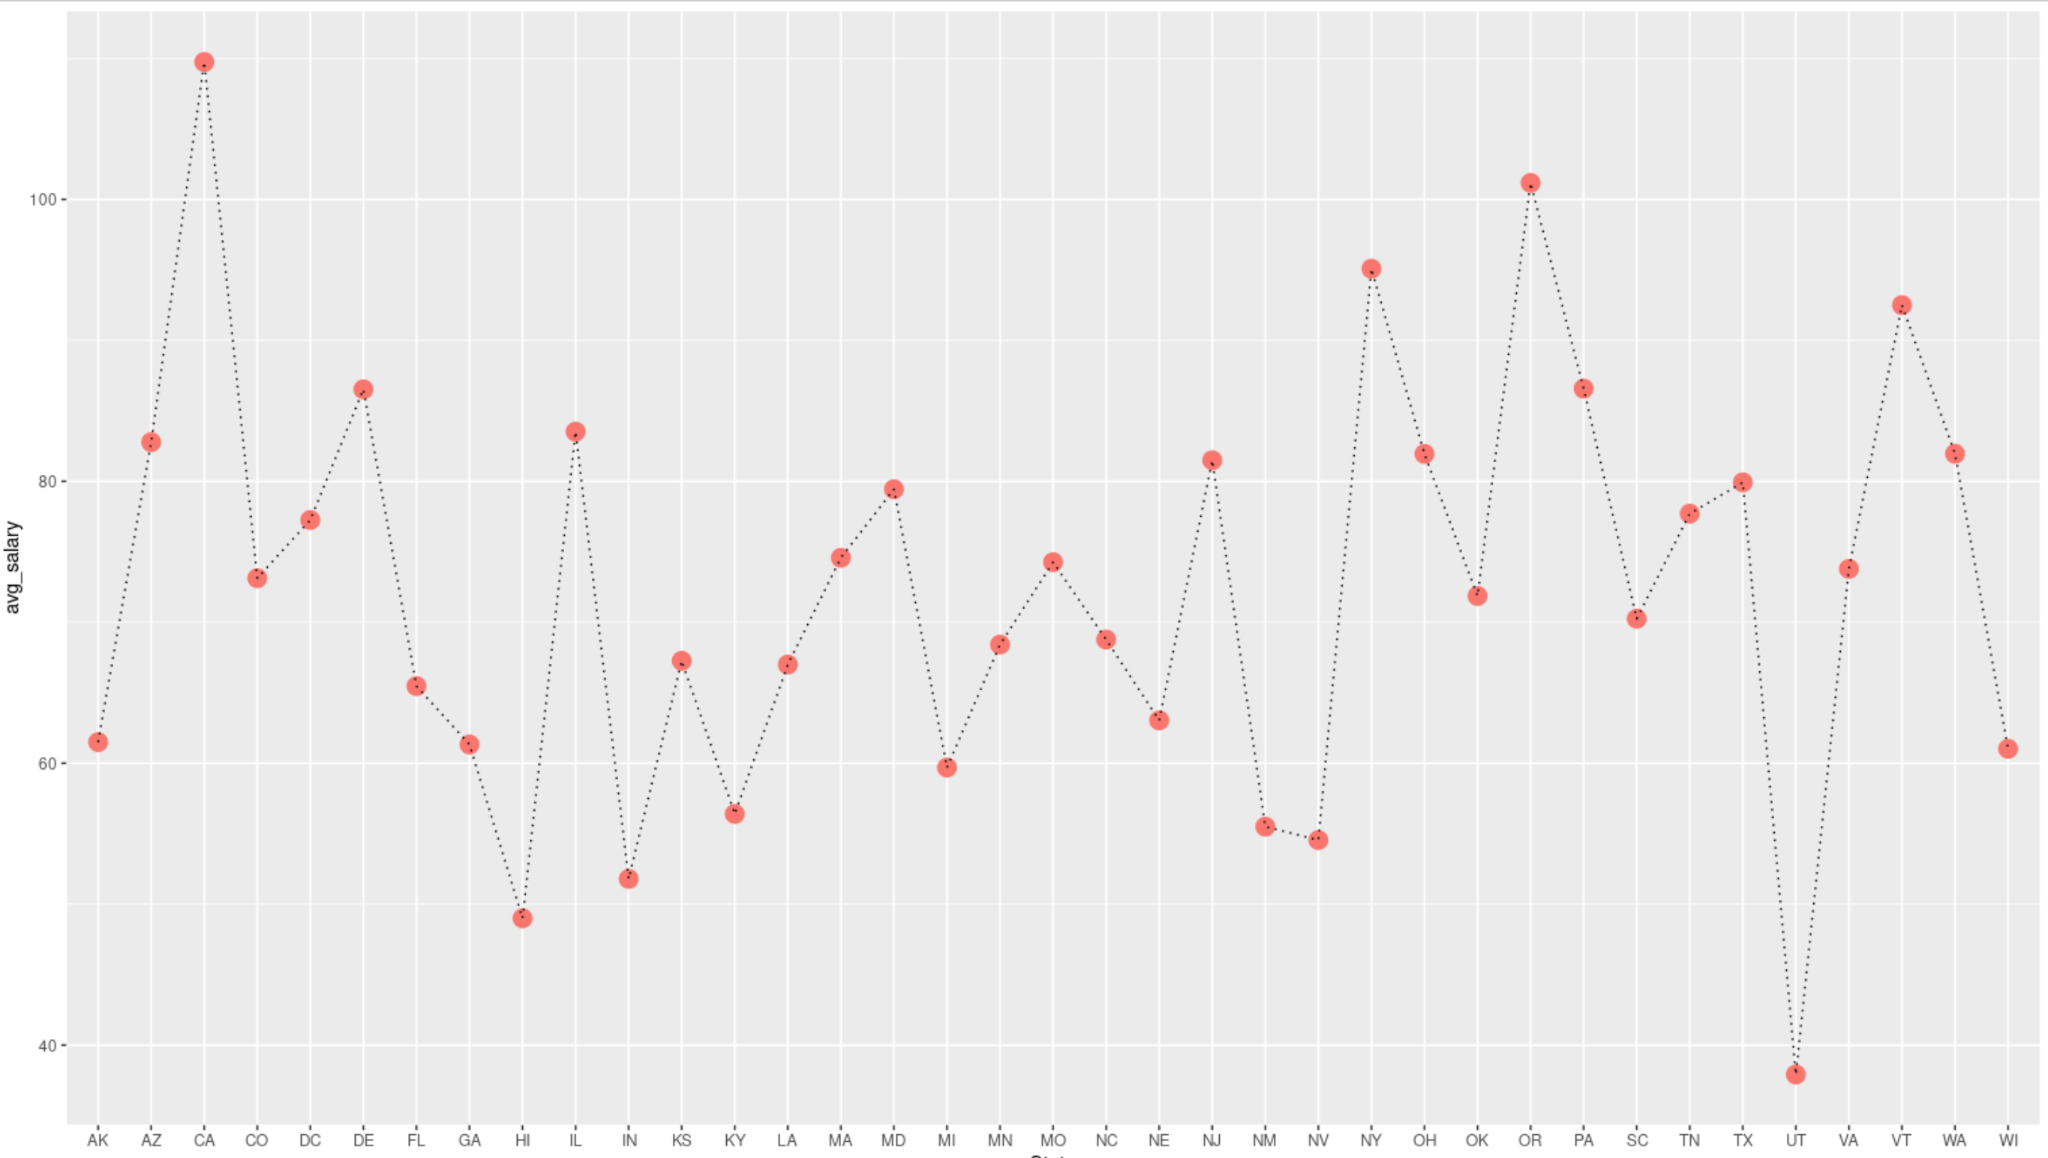 100
80
60
40
avg_salary
AK AZ CA CO DC DE FL GA HI IL IN KS KY LA MA MD MI MN MO NC NE NJ NM NV NY OH OK OR PA SC TN TX UT VA VT WA WI